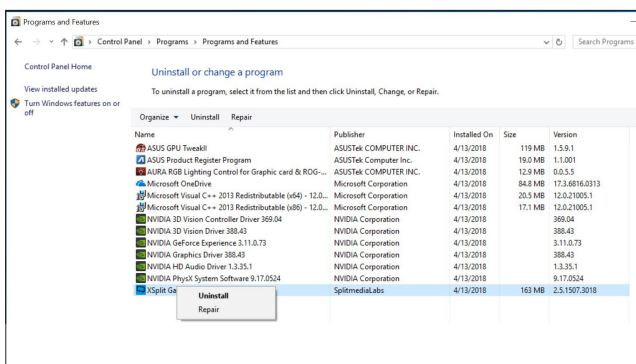 Programs and Features
Control Panel > Programs > Programs and Features
Search Programs
Control Panel Home
View installed updates
Turn Windows features on or
off
Uninstall or change a program
To uninstall a program, select it from the list and then click Uninstall, Change, or Repair.
Organize Uninstall Repair
Name Publisher Installed On Size Version
ASUS GPU TweakII ASUSTek COMPUTER INC. 4/13/2018 119 MB 1.5.9.1
ASUS Product Register Program ASUSTek Computer Inc. 4/13/2018 19.0 MB 1.1.001
AURA RGB Lighting Control for Graphic card & ROG-... ASUSTek COMPUTER INC. 4/13/2018 12.9 MB 0.0.5.5
Microsoft OneDrive Microsoft Corporation 4/13/2018 84.8 MB 17.3.6816.0313
Microsoft Visual C++ 2013 Redistributable (x64) - 12.0... Microsoft Corporation 4/13/2018 20.5 MB 12.0.21005.1
Microsoft Visual C++ 2013 Redistributable (x86) - 12.0... Microsoft Corporation 4/13/2018 17.1 MB 12.0.21005.1
NVIDIA 3D Vision Controller Driver 369.04 NVIDIA Corporation 4/13/2018 369.04
NVIDIA 3D Vision Driver 388.43 NVIDIA Corporation 4/13/2018 388.43
NVIDIA GeForce Experience 3.11.0.73 NVIDIA Corporation 4/13/2018 3.11.0.73
NVIDIA Graphics Driver 388.43 NVIDIA Corporation 4/13/2018 388.43
NVIDIA HD Audio Driver 1.3.35.1 NVIDIA Corporation 4/13/2018 1.3.35.1
NVIDIA PhysX System Software 9.17.0524 NVIDIA Corporation 4/13/2018 9.17.0524
XSplit Ga SplitmediaLabs 4/13/2018 163 MB 2.5.1507.3018
Uninstall
Repair